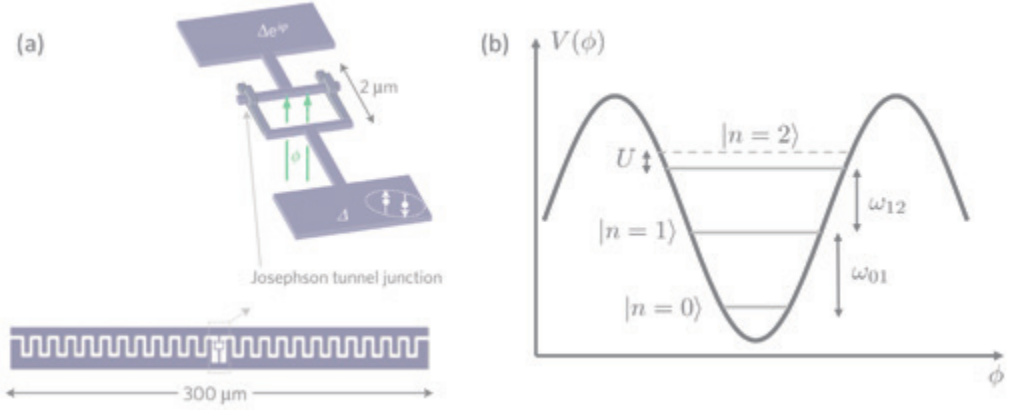 (a)
Δe^{iφ}
2 μm
ϕ
Δ
Josephson tunnel junction
300 μm
(b)
V(ϕ)
|n = 2⟩
U
ω₁₂
|n = 1⟩
ω₀₁
|n = 0⟩
ϕ